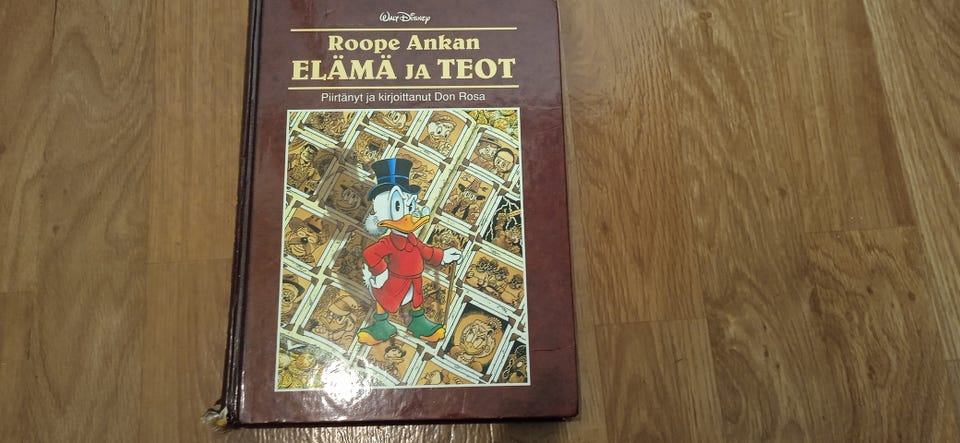 Walt Disney
Roope Ankan
ELÄMÄ JA TEOT
Piirtänyt ja kirjoittanut Don Rosa